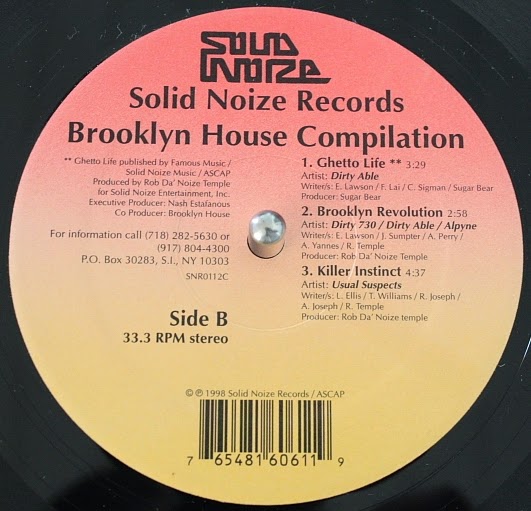 SOLID
NOIZE
Solid Noize Records
Brooklyn House Compilation
** Ghetto Life published by Famous Music /
Solid Noize Music / ASCAP
Produced by Rob Da' Noize Temple
for Solid Noize Entertainment, Inc.
Executive Producer: Nash Estafanous
Co Producer: Brooklyn House
For information call (718) 282-5630 or
(917) 804-4300
P.O. Box 30283, S.I., NY 10303
SNR0112C
Side B
33.3 RPM stereo
1. Ghetto Life ** 3:29
Artist: Dirty Able
Writer/s: E. Lawson / F. Lai / C. Sigman / Sugar Bear
Producer: Sugar Bear
2. Brooklyn Revolution 2:58
Artist: Dirty 730 / Dirty Able / Alpyne
Writer/s: E. Lawson / J. Sumpter / A. Perry /
A. Yannes / R. Temple
Producer: Rob Da' Noize Temple
3. Killer Instinct 4:37
Artist: Usual Suspects
Writer/s: L. Ellis / T. Williams / R. Joseph /
A. Joseph / R. Temple
Producer: Rob Da' Noize temple
© ℗ 1998 Solid Noize Records / ASCAP
7 65481 60611 9